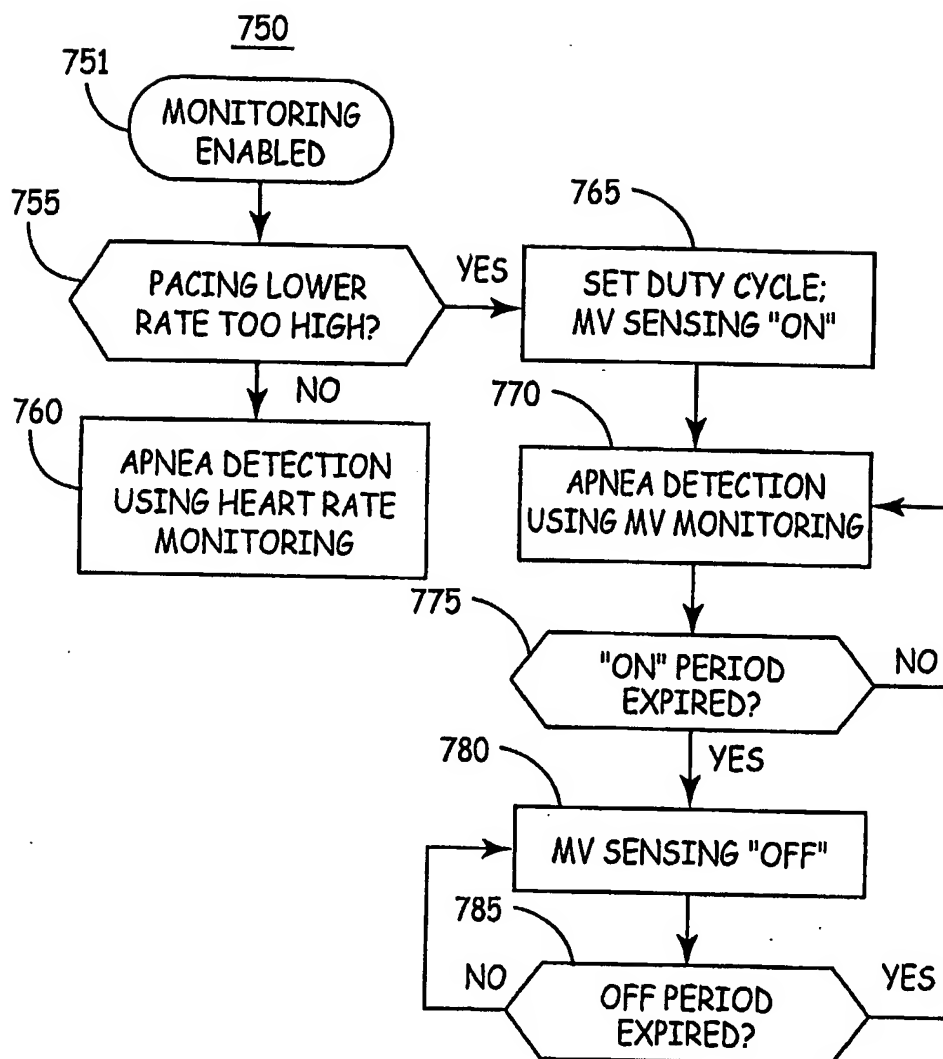 750
751
MONITORING
ENABLED
755
PACING LOWER
RATE TOO HIGH?
YES
NO
760
APNEA DETECTION
USING HEART RATE
MONITORING
765
SET DUTY CYCLE;
MV SENSING "ON"
770
APNEA DETECTION
USING MV MONITORING
775
"ON" PERIOD
EXPIRED?
NO
YES
780
MV SENSING "OFF"
785
NO
OFF PERIOD
EXPIRED?
YES